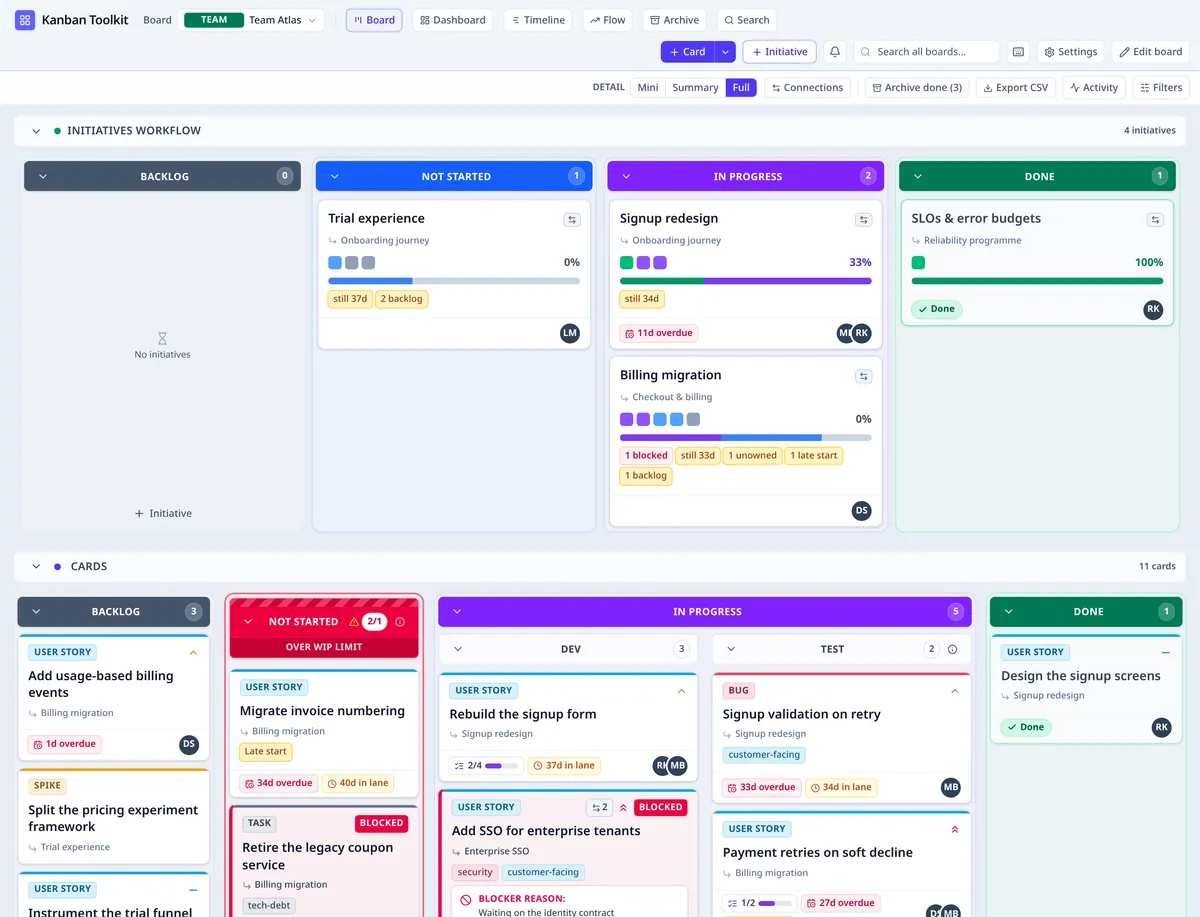 Kanban Toolkit
Board
TEAM
Team Atlas
Board
Dashboard
Timeline
Flow
Archive
Search
+ Card
+ Initiative
Search all boards...
Settings
Edit board
DETAIL
Mini
Summary
Full
Connections
Archive done (3)
Export CSV
Activity
Filters
INITIATIVES WORKFLOW
4 initiatives
BACKLOG
0
No initiatives
+ Initiative
NOT STARTED
1
Trial experience
Onboarding journey
0%
still 37d
2 backlog
LM
IN PROGRESS
2
Signup redesign
Onboarding journey
33%
still 34d
11d overdue
RK
Billing migration
Checkout & billing
0%
1 blocked
still 33d
1 unowned
1 late start
1 backlog
DS
DONE
1
SLOs & error budgets
Reliability programme
100%
Done
RK
CARDS
11 cards
BACKLOG
3
USER STORY
Add usage-based billing
events
Billing migration
1d overdue
DS
SPIKE
Split the pricing experiment
framework
Trial experience
USER STORY
Instrument the trial funnel
NOT STARTED
2/1
OVER WIP LIMIT
USER STORY
Migrate invoice numbering
Billing migration
Late start
34d overdue
40d in lane
TASK
BLOCKED
Retire the legacy coupon
service
Billing migration
tech-debt
IN PROGRESS
5
DEV
3
USER STORY
Rebuild the signup form
Signup redesign
2/4
37d in lane
RK
MB
USER STORY
2
BLOCKED
Add SSO for enterprise tenants
Enterprise SSO
security
customer-facing
BLOCKER REASON:
Waiting on the identity contract
TEST
2
BUG
Signup validation on retry
Signup redesign
customer-facing
33d overdue
34d in lane
MB
USER STORY
Payment retries on soft decline
Billing migration
1/2
27d overdue
MB
DONE
1
USER STORY
Design the signup screens
Signup redesign
Done
RK